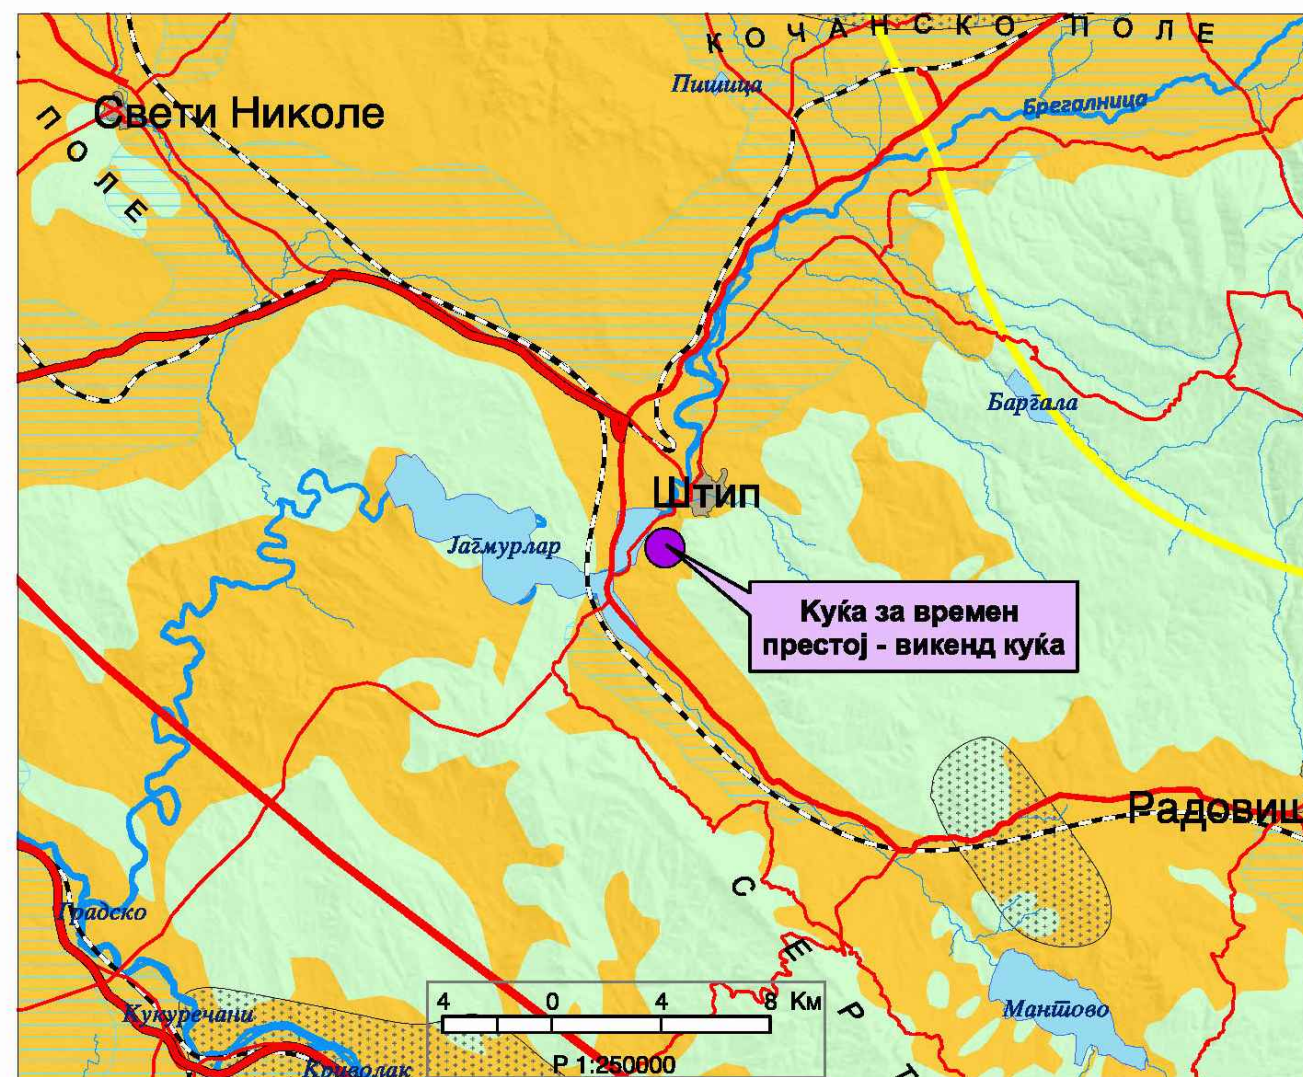 КОЧАНСКО ПОЛЕ
Пишица
Свети Николе
Брегалница
ПОЛЕ
Баргала
Штип
Јагмурлар
Куќа за времен
престој - викенд куќа
Радовиш
Градско
СЕРТ
4 0 4 8 Км
Мантово
Кукуречани
Р 1:250000
Криволак